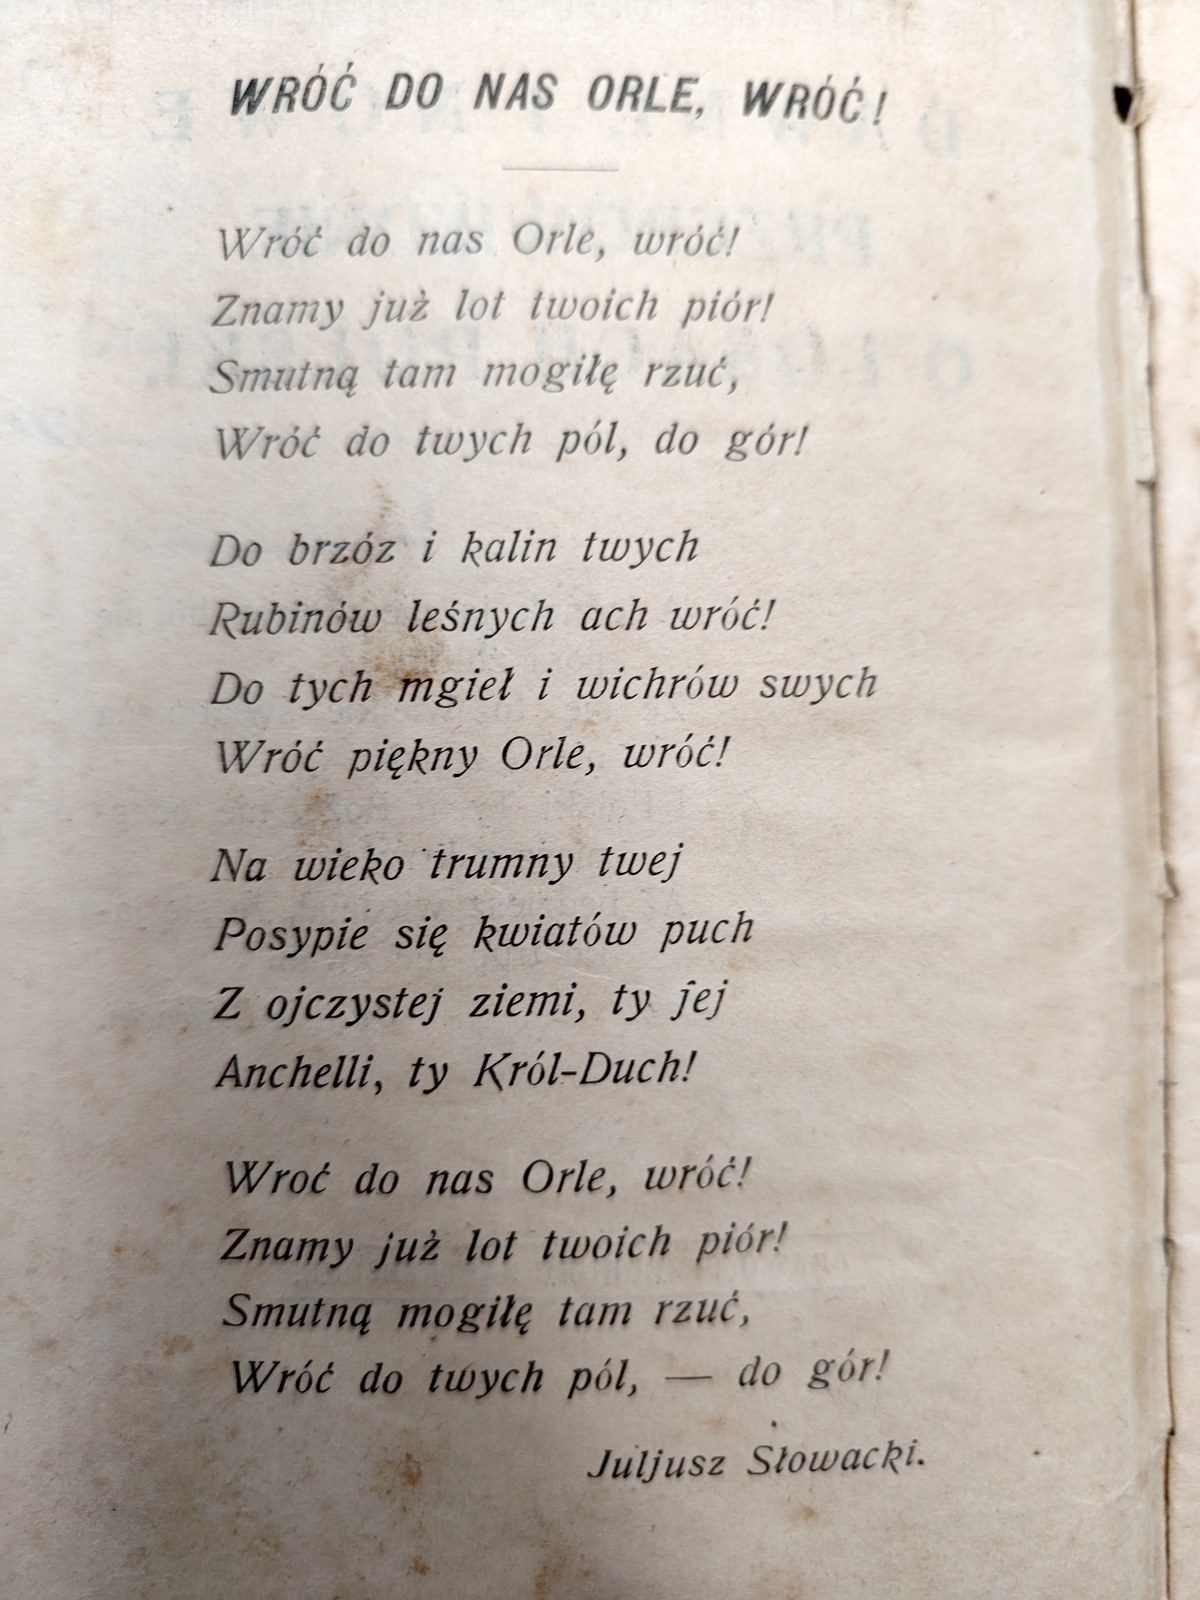 WRÓĆ DO NAS ORLE, WRÓĆ!
Wróć do nas Orle, wróć!
Znamy już lot twoich piór!
Smutną tam mogiłę rzuć,
Wróć do twych pól, do gór!
Do brzóz i kalin twych
Rubinów leśnych ach wróć!
Do tych mgieł i wichrów swych
Wróć piękny Orle, wróć!
Na wieko trumny twej
Posypie się kwiatów puch
Z ojczystej ziemi, ty jej
Anchelli, ty Król-Duch!
Wroć do nas Orle, wróć!
Znamy już lot twoich piór!
Smutną mogiłę tam rzuć,
Wróć do twych pól, — do gór!
Juljusz Słowacki.